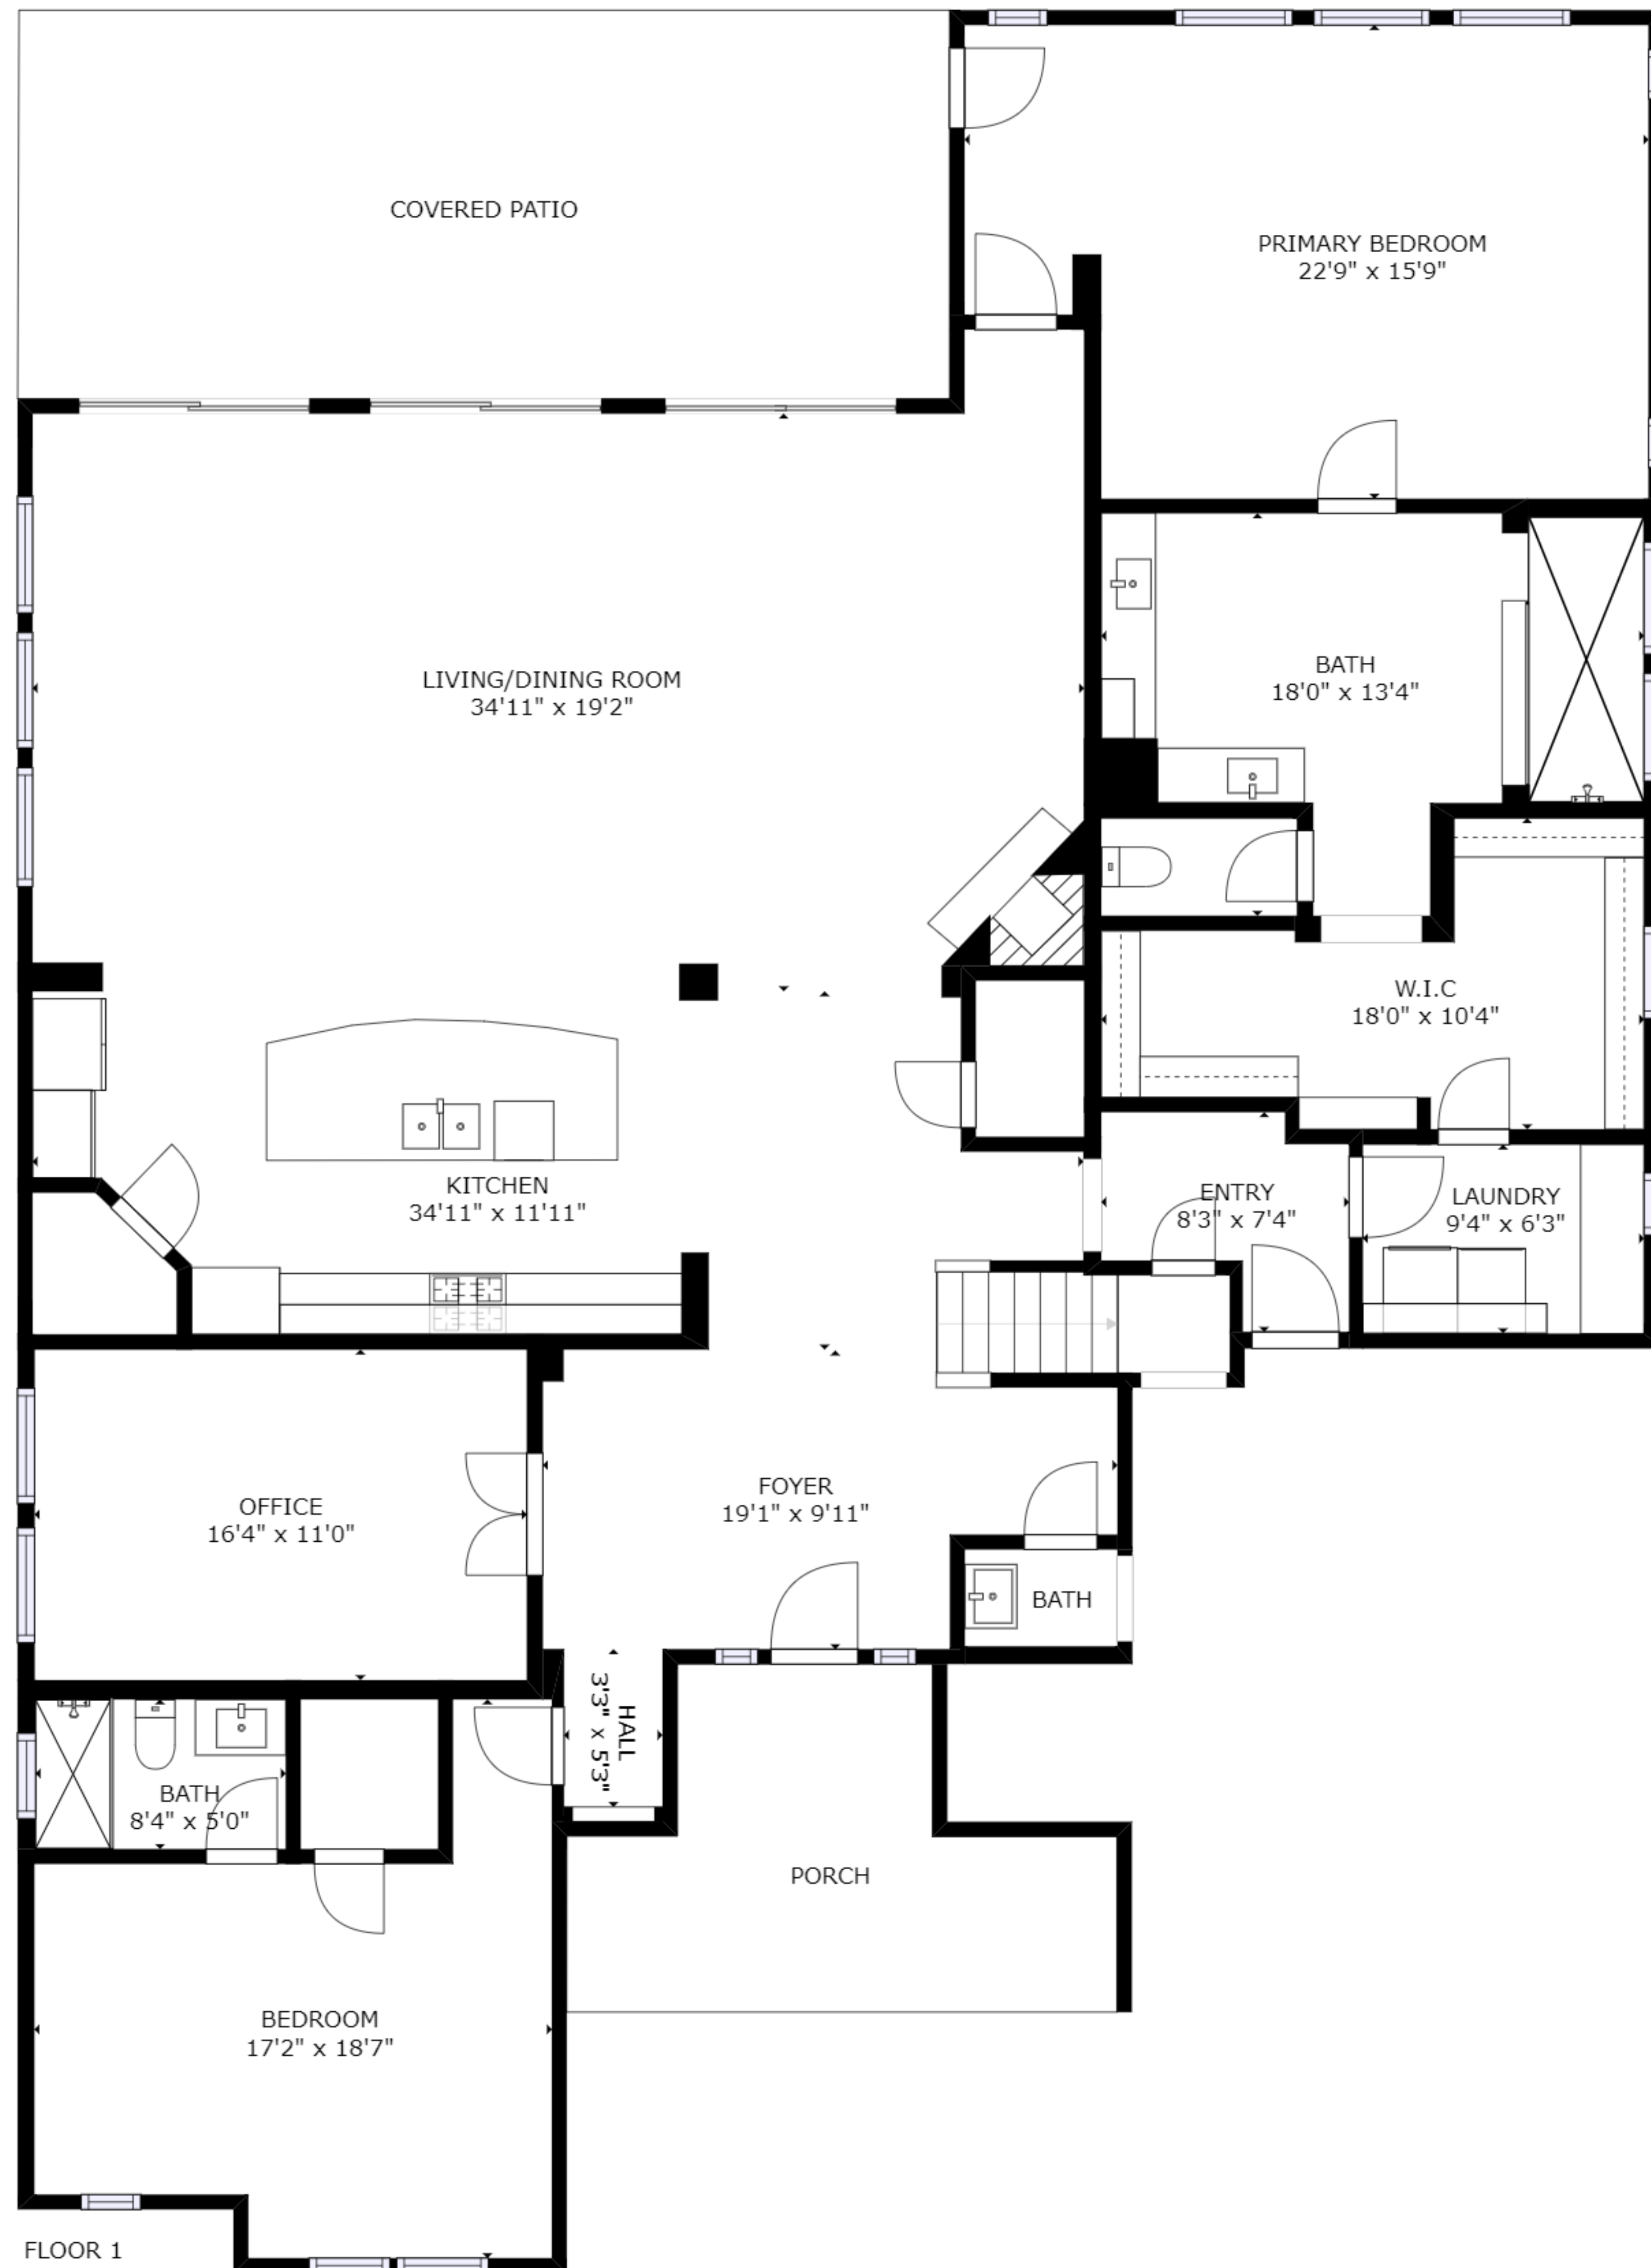 COVERED PATIO
PRIMARY BEDROOM
22'9" x 15'9"
LIVING/DINING ROOM
34'11" x 19'2"
BATH
18'0" x 13'4"
W.I.C
18'0" x 10'4"
KITCHEN
34'11" x 11'11"
ENTRY
8'3" x 7'4"
LAUNDRY
9'4" x 6'3"
OFFICE
16'4" x 11'0"
FOYER
19'1" x 9'11"
BATH
HALL
3'3" x 5'3"
BATH
8'4" x 5'0"
PORCH
BEDROOM
17'2" x 18'7"
FLOOR 1